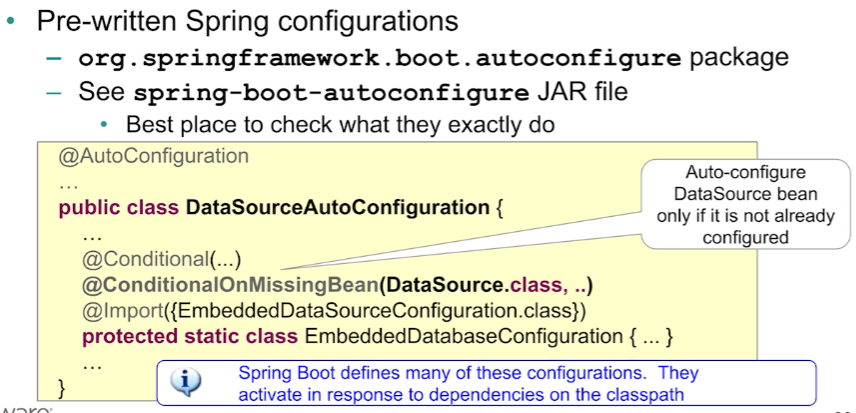 • Pre-written Spring configurations
– org.springframework.boot.autoconfigure package
– See spring-boot-autoconfigure JAR file
• Best place to check what they exactly do
@AutoConfiguration
...
public class DataSourceAutoConfiguration {
...
@Conditional(...)
@ConditionalOnMissingBean(DataSource.class, ..)
@Import({EmbeddedDataSourceConfiguration.class})
protected static class EmbeddedDatabaseConfiguration { ... }
...
}
Auto-configure
DataSource bean
only if it is not already
configured
Spring Boot defines many of these configurations. They
activate in response to dependencies on the classpath